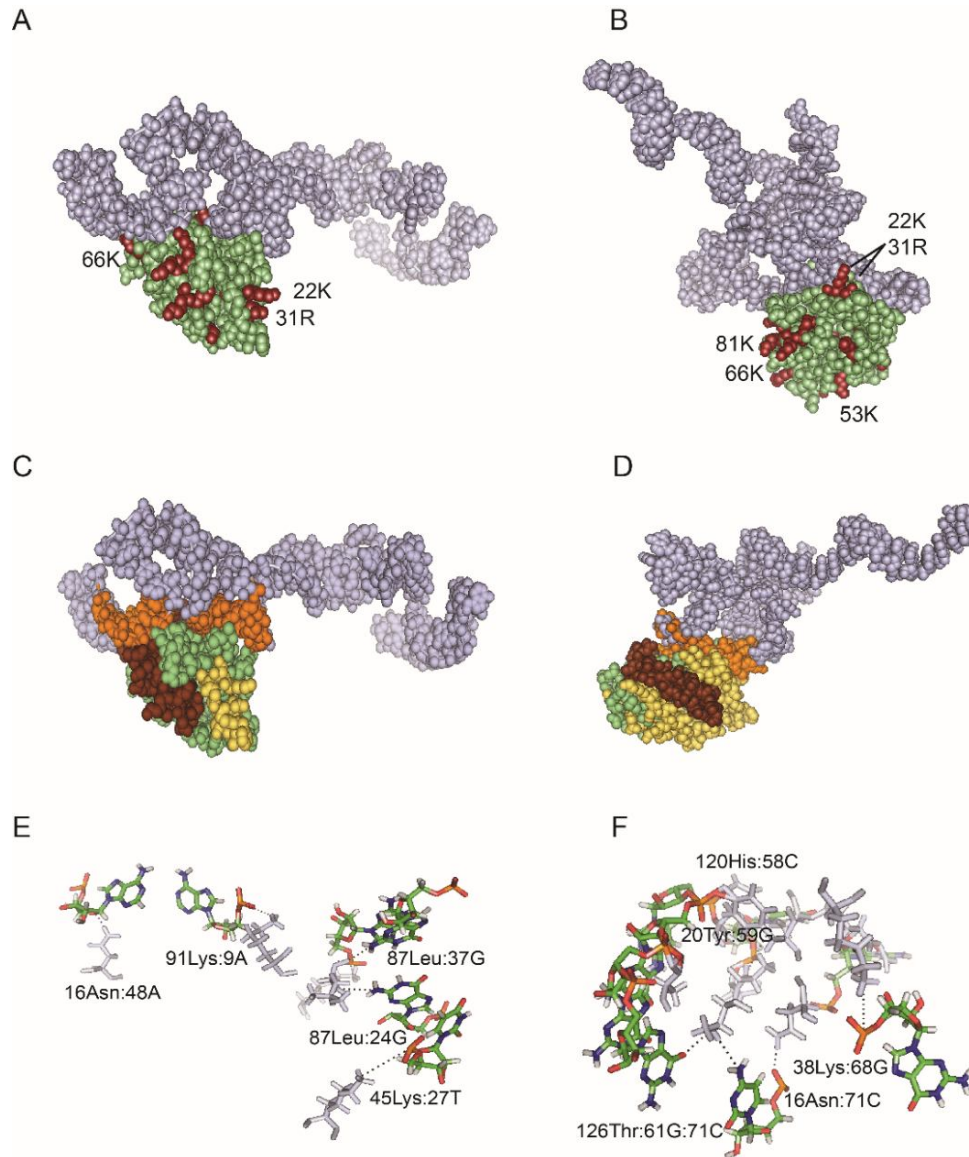 A
B
66K
22K
31R
22K
31R
81K
66K
53K
C
D
E
F
16Asn:48A
91Lys:9A
87Leu:37G
87Leu:24G
45Lys:27T
120His:58C
20Tyr:59G
38Lys:68G
16Asn:71C
126Thr:61G:71C